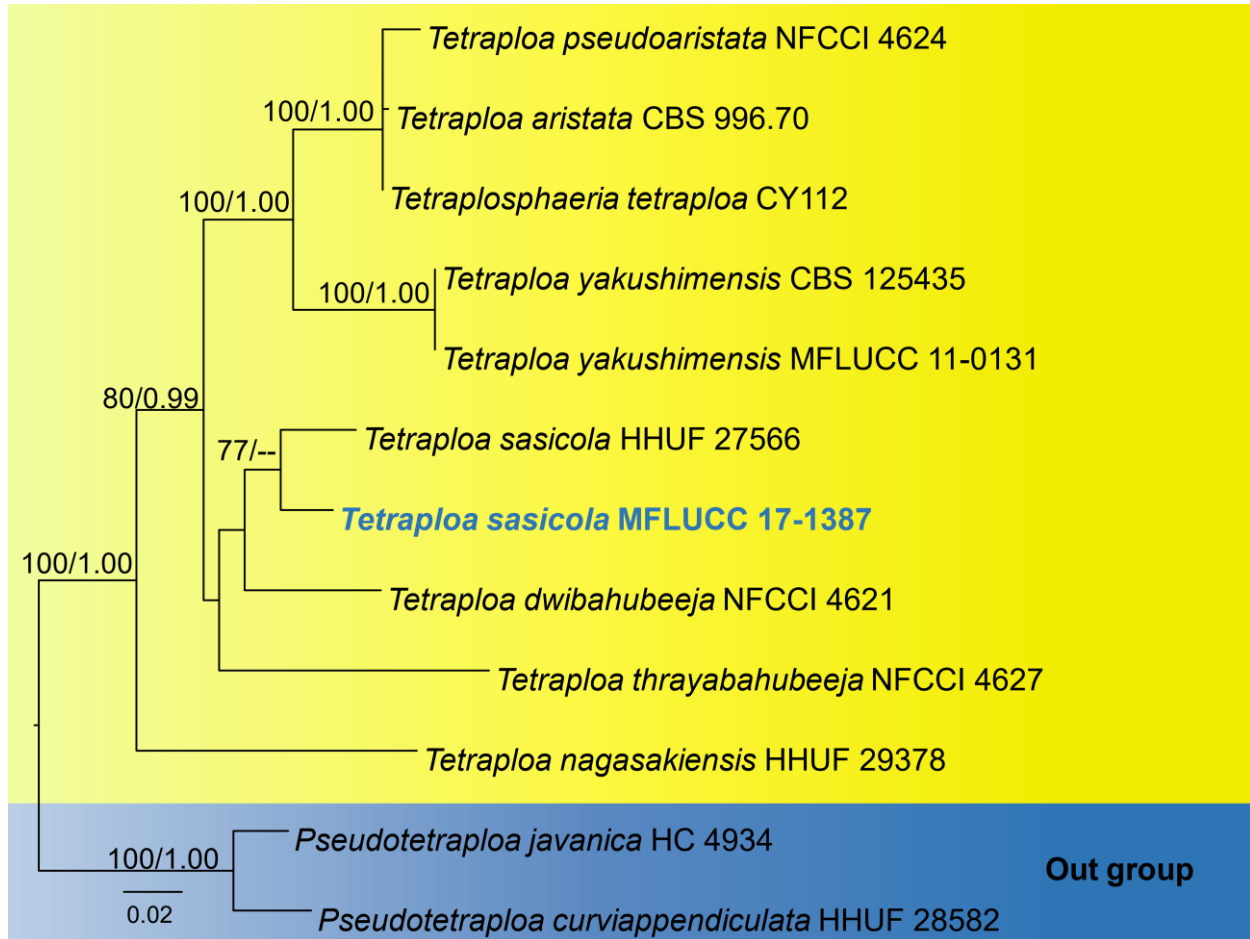 Tetraploa pseudoaristata NFCCI 4624
100/1.00
Tetraploa aristata CBS 996.70
100/1.00
Tetraplosphaeria tetraploa CY112
Tetraploa yakushimensis CBS 125435
100/1.00
Tetraploa yakushimensis MFLUCC 11-0131
80/0.99
Tetraploa sasicola HHUF 27566
77/--
Tetraploa sasicola MFLUCC 17-1387
100/1.00
Tetraploa dwibahubeeja NFCCI 4621
Tetraploa thrayabahubeeja NFCCI 4627
Tetraploa nagasakiensis HHUF 29378
Pseudotetraploa javanica HC 4934
100/1.00
Out group
0.02
Pseudotetraploa curviappendiculata HHUF 28582